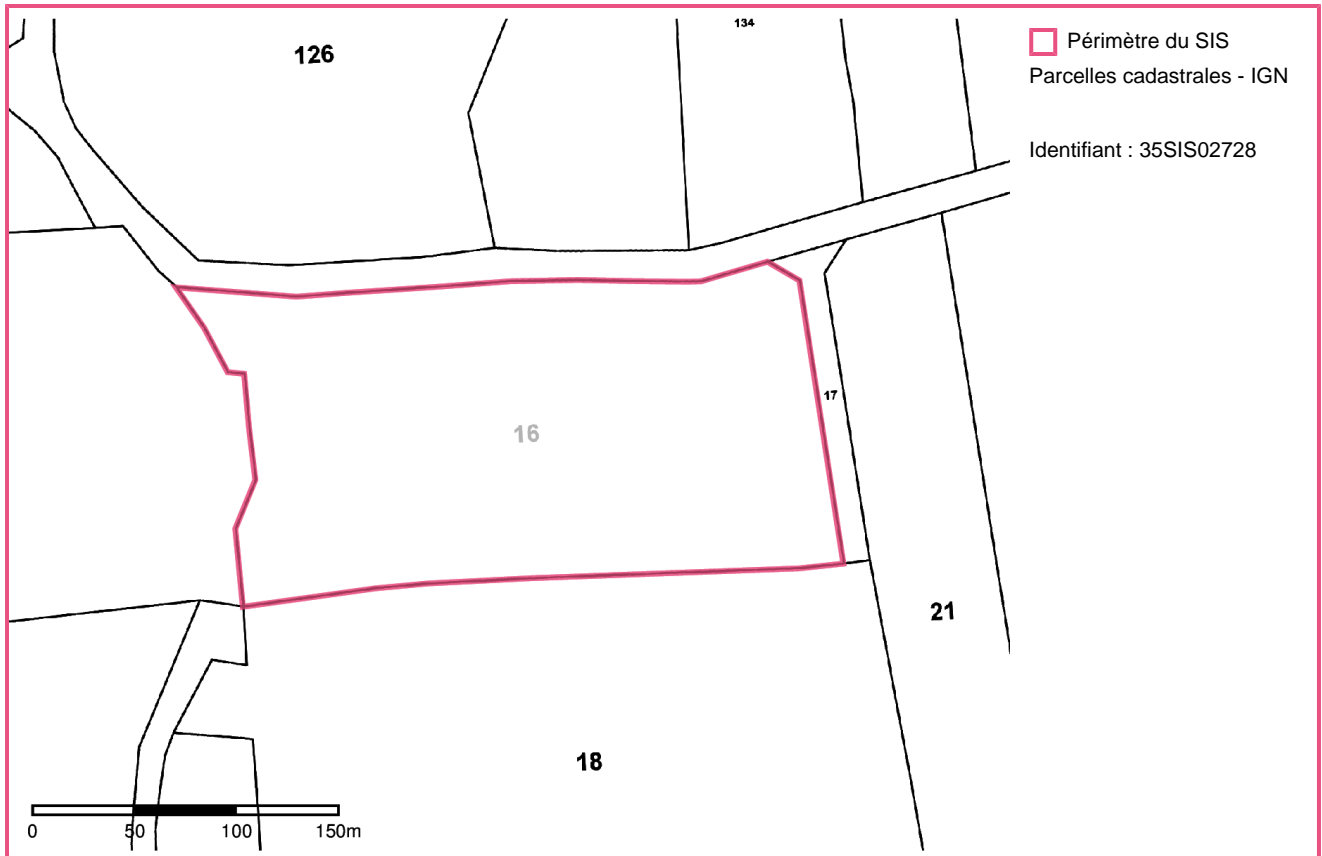 134
126
Périmètre du SIS
Parcelles cadastrales - IGN
Identifiant : 35SIS02728
17
16
21
18
0 50 100 150m